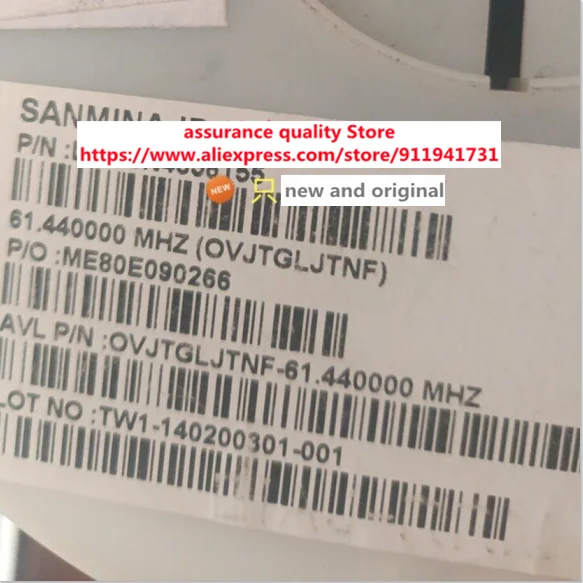 SANMINA
assurance quality Store
https://www.aliexpress.com/store/911941731
P/N :
NEW 只 new and original
61.440000 MHZ (OVJTGLJTNF)
P/O :ME80E090266
AVL P/N :OVJTGLJTNF-61.440000 MHZ
LOT NO :TW1-140200301-001